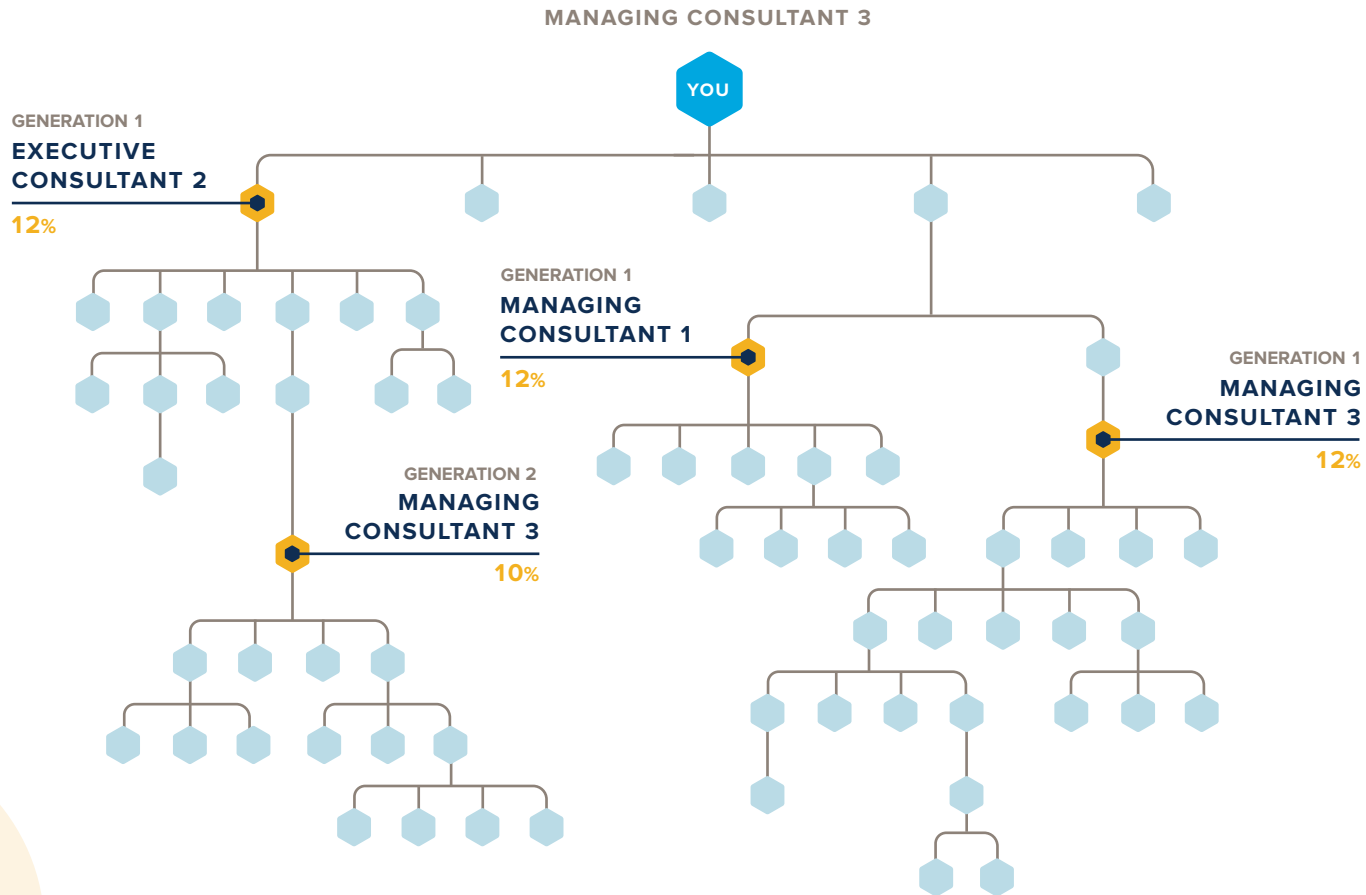 MANAGING CONSULTANT 3
YOU
GENERATION 1
EXECUTIVE
CONSULTANT 2
12%
GENERATION 1
MANAGING
CONSULTANT 1
12%
GENERATION 1
MANAGING
CONSULTANT 3
12%
GENERATION 2
MANAGING
CONSULTANT 3
10%